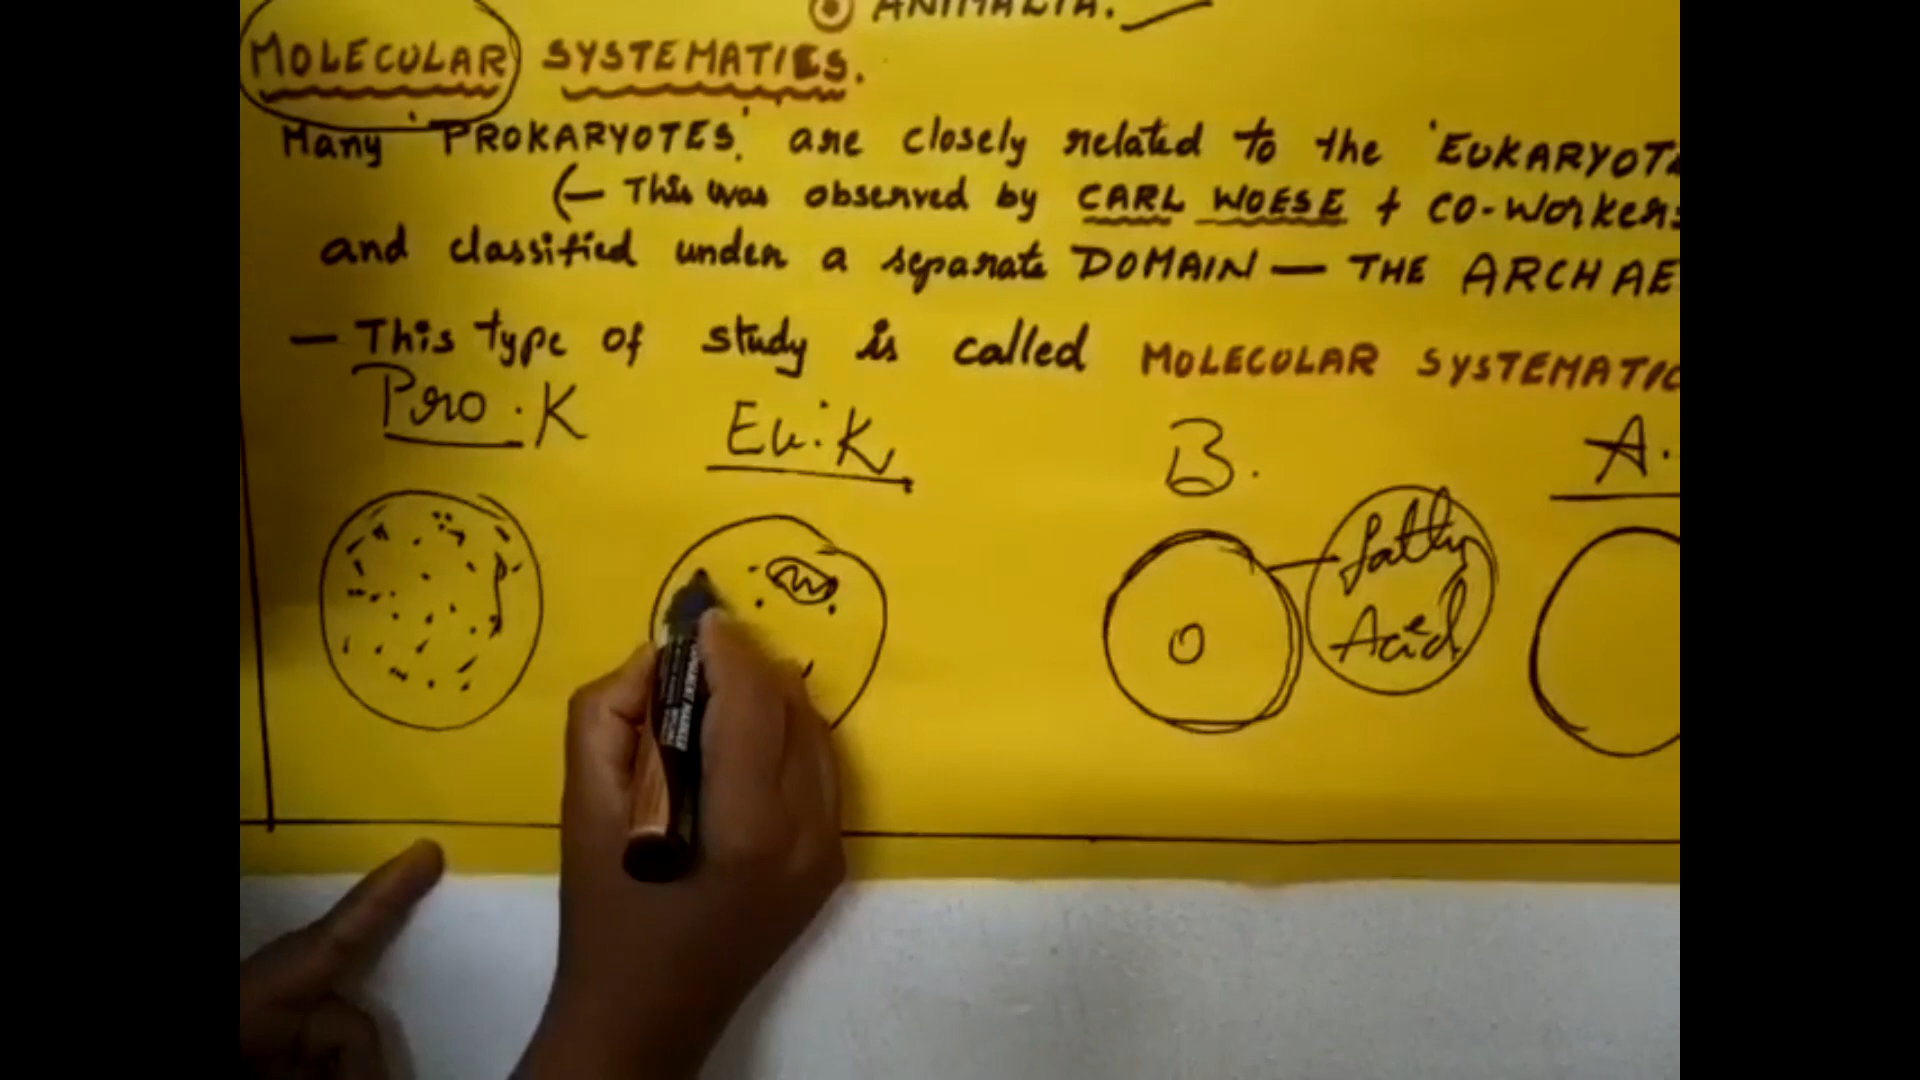 ANIMALIA.
MOLECULAR SYSTEMATICS.
Many 'PROKARYOTES' are closely related to the 'EUKARYOT
(— This was observed by CARL WOESE + CO-Workers
and classified under a separate DOMAIN — THE ARCHAE
— This type of study is called MOLECULAR SYSTEMATIC
Pro.K
Eu.K
B.
A.
fatty
Acid